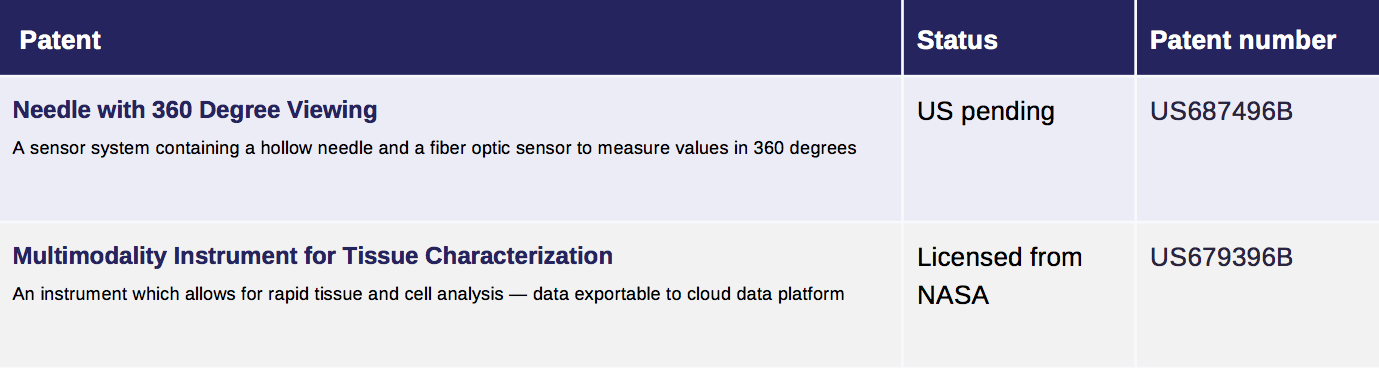 Patent Status Patent number
Needle with 360 Degree Viewing US pending US687496B
A sensor system containing a hollow needle and a fiber optic sensor to measure values in 360 degrees
Multimodality Instrument for Tissue Characterization Licensed from US679396B
An instrument which allows for rapid tissue and cell analysis — data exportable to cloud data platform NASA